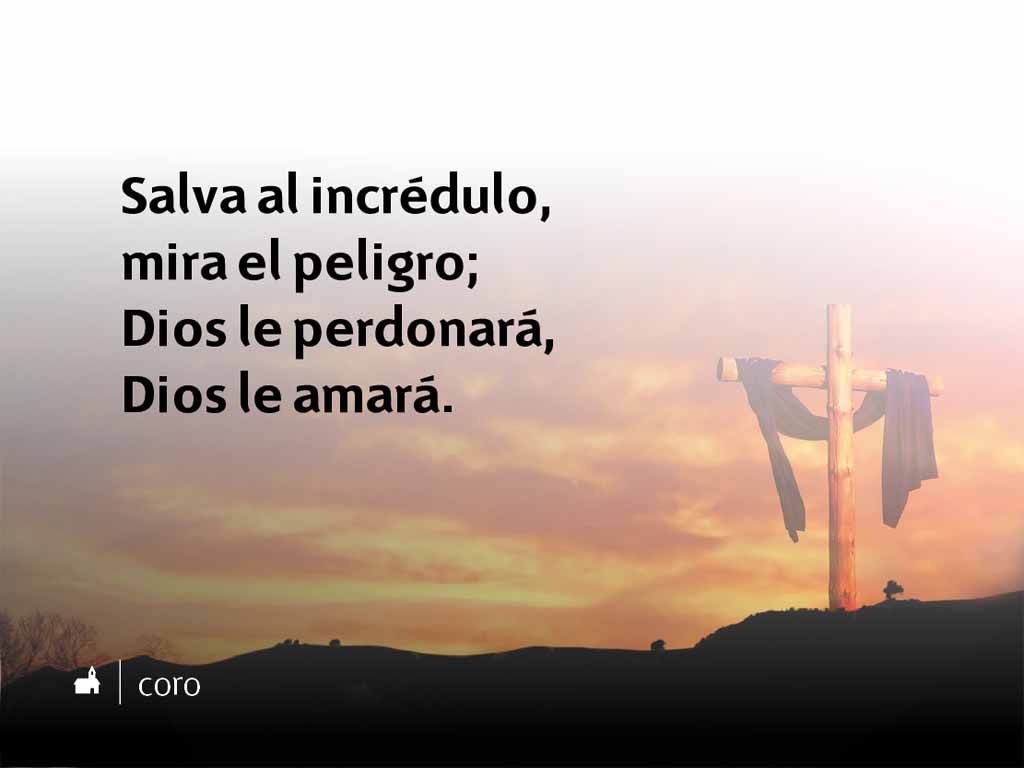 Salva al incrédulo,
mira el peligro;
Dios le perdonará,
Dios le amará.
coro